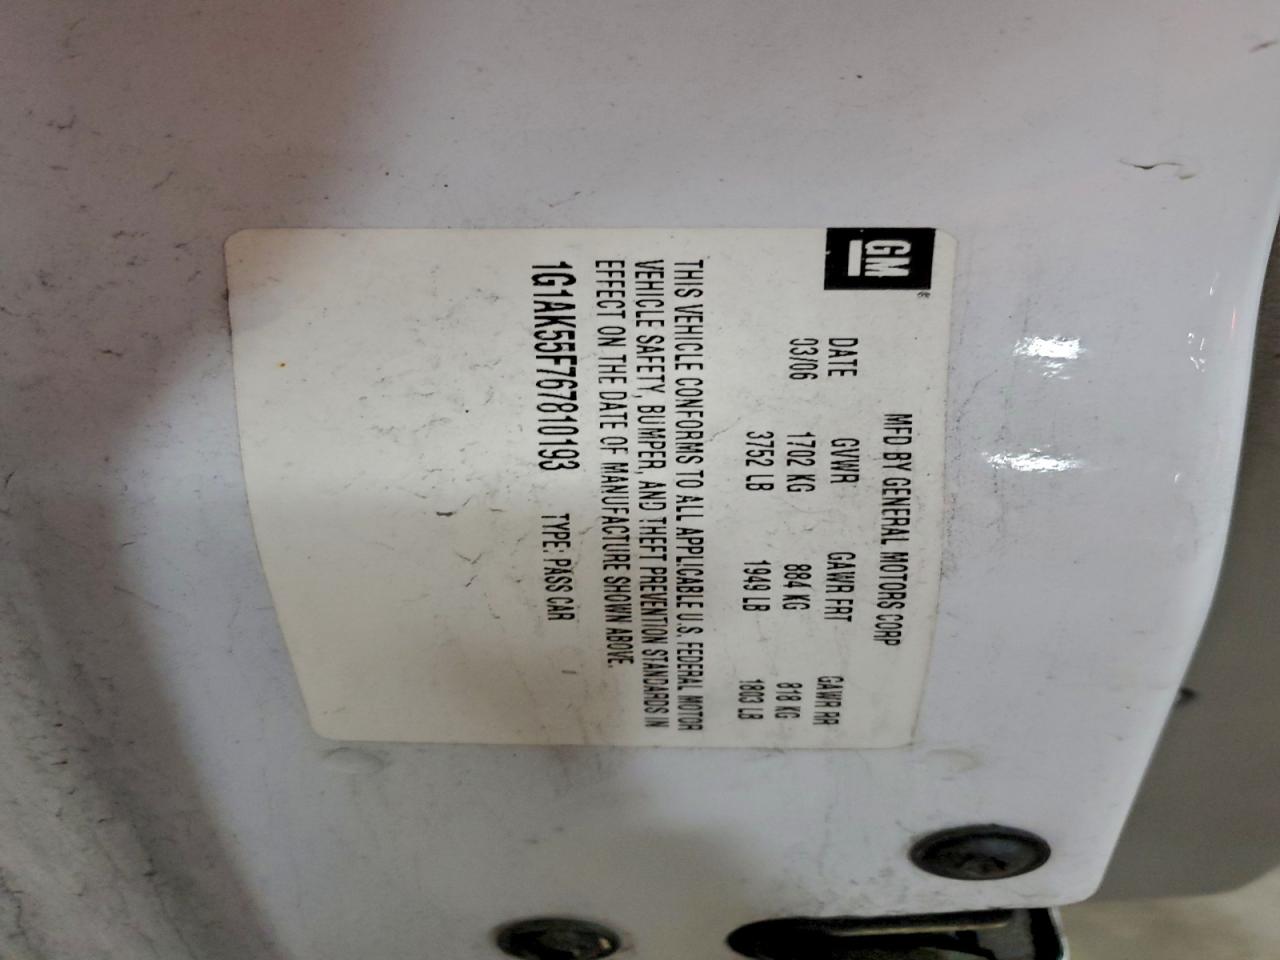 GM
®
MFD BY GENERAL MOTORS CORP
DATE GVWR GAWR FRT GAWR RR
03/06 1702 KG 884 KG 818 KG
3752 LB 1949 LB 1803 LB
THIS VEHICLE CONFORMS TO ALL APPLICABLE U.S. FEDERAL MOTOR
VEHICLE SAFETY, BUMPER, AND THEFT PREVENTION STANDARDS IN
EFFECT ON THE DATE OF MANUFACTURE SHOWN ABOVE.
1G1AK55F767810193 TYPE: PASS CAR